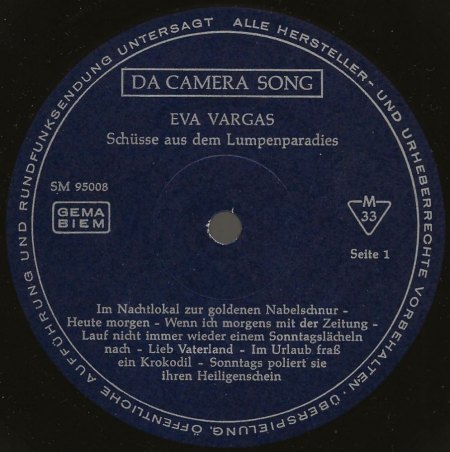 ALLE HERSTELLER- UND URHEBERRECHTE VORBEHALTEN · ÜBERSPIELUNG, ÖFFENTLICHE AUFFÜHRUNG UND RUNDFUNKSENDUNG UNTERSAGT
DA CAMERA SONG
EVA VARGAS
Schüsse aus dem Lumpenparadies
SM 95008
GEMA
BIEM
M
33
Seite 1
Im Nachtlokal zur goldenen Nabelschnur -
Heute morgen - Wenn ich morgens mit der Zeitung -
Lauf nicht immer wieder einem Sonntagslächeln
nach - Lieb Vaterland - Im Urlaub fraß
ein Krokodil - Sonntags poliert sie
ihren Heiligenschein